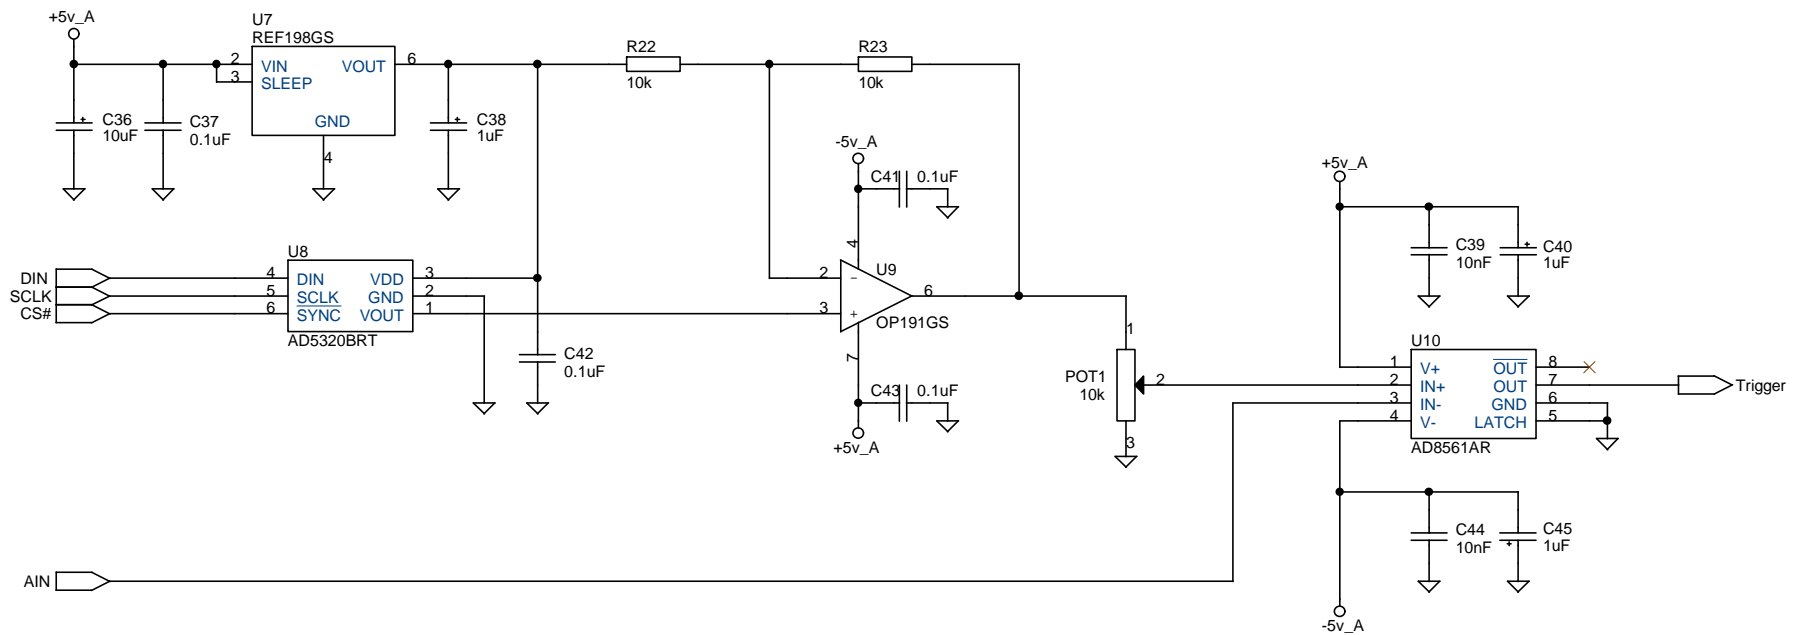 +5v_A
U7
REF198GS
2 VIN VOUT 6
3 SLEEP
GND
4
C36
10uF
C37
0.1uF
C38
1uF
R22
10k
R23
10k
-5v_A
C41 0.1uF
4
U8
DIN 4 DIN VDD 3
SCLK 5 SCLK GND 2
CS# 6 SYNC VOUT 1
AD5320BRT
C42
0.1uF
2 − U9
3 + 6
OP191GS
7
C43 0.1uF
+5v_A
1
POT1
10k
2
3
+5v_A
C39
10nF
C40
1uF
U10
1 V+ OUT 8
2 IN+ OUT 7 Trigger
3 IN- GND 6
4 V- LATCH 5
AD8561AR
C44
10nF
C45
1uF
AIN
-5v_A